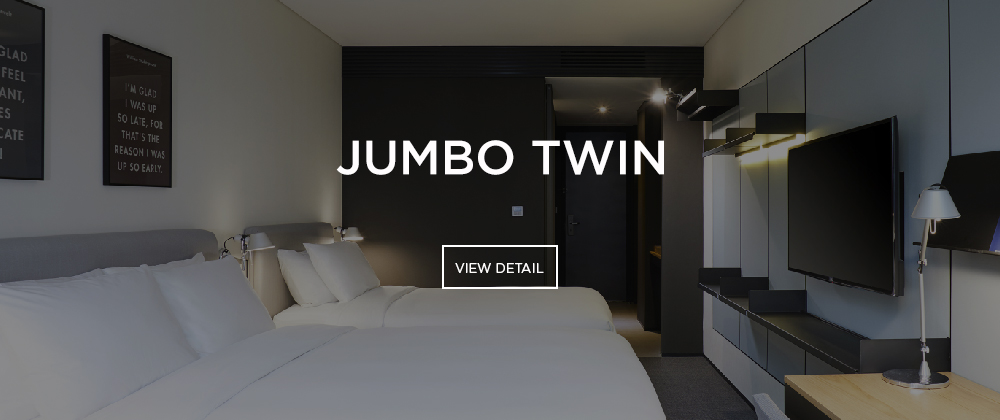 GLAD
FEEL
ANT,
ES
CATE
I'M GLAD
I WAS UP
SO LATE, FOR
THAT'S THE
REASON I WAS
UP SO EARLY.
JUMBO TWIN
VIEW DETAIL